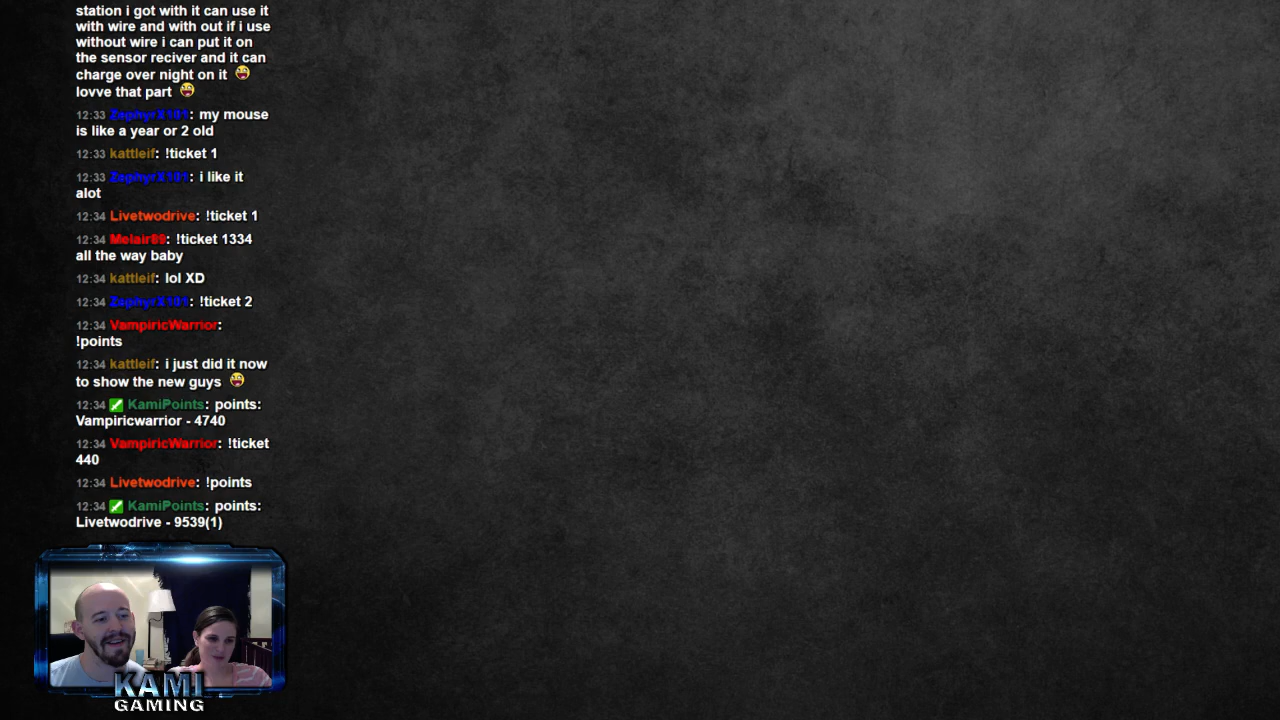 station i got with it can use it
with wire and with out if i use
without wire i can put it on
the sensor reciver and it can
charge over night on it
lovve that part
12:33 ZephyrX101: my mouse
is like a year or 2 old
12:33 kattleif: !ticket 1
12:33 ZephyrX101: i like it
alot
12:34 Livetwodrive: !ticket 1
12:34 Melair89: !ticket 1334
all the way baby
12:34 kattleif: lol XD
12:34 ZephyrX101: !ticket 2
12:34 VampiricWarrior:
!points
12:34 kattleif: i just did it now
to show the new guys
12:34 KamiPoints: points:
Vampiricwarrior - 4740
12:34 VampiricWarrior: !ticket
440
12:34 Livetwodrive: !points
12:34 KamiPoints: points:
Livetwodrive - 9539(1)
KAMI
GAMING